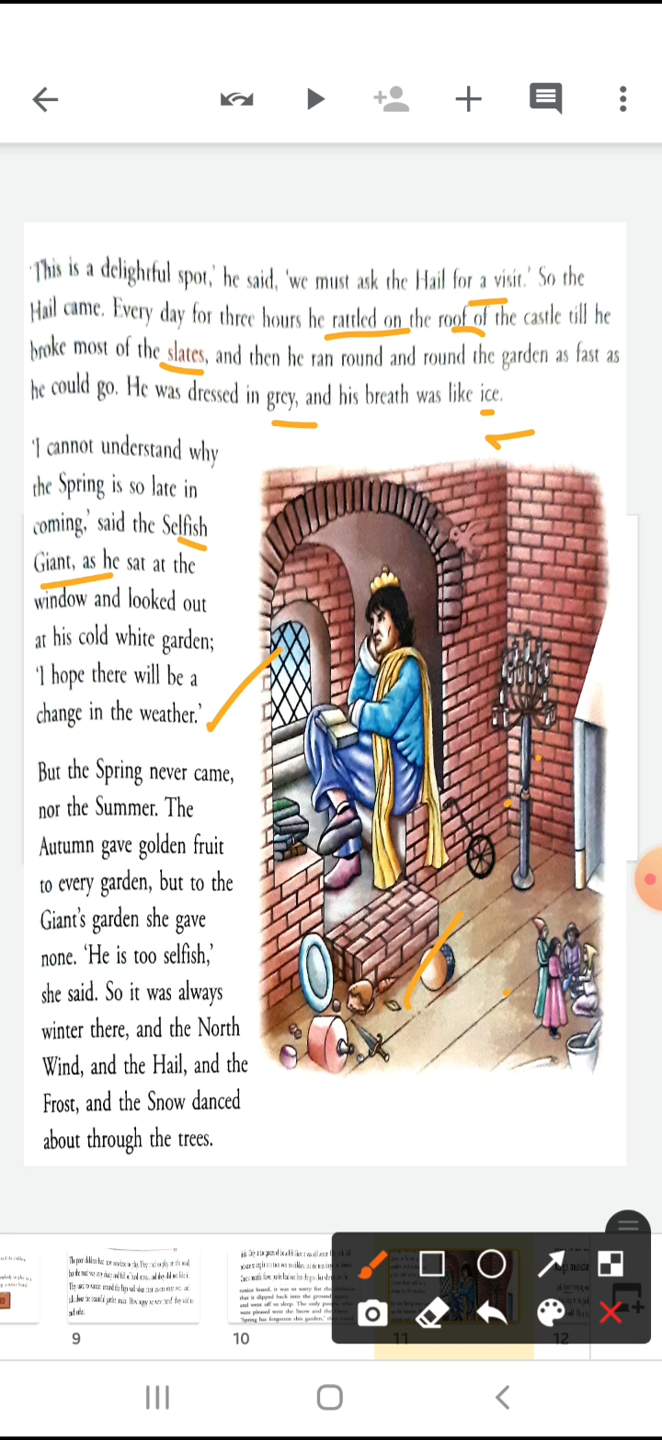 'This is a delightful spot,' he said, 'we must ask the Hail for a visit.' So the
Hail came. Every day for three hours he rattled on the roof of the castle till he
broke most of the slates, and then he ran round and round the garden as fast as
he could go. He was dressed in grey, and his breath was like ice.
'I cannot understand why
the Spring is so late in
coming,' said the Selfish
Giant, as he sat at the
window and looked out
at his cold white garden;
'I hope there will be a
change in the weather.'
But the Spring never came,
nor the Summer. The
Autumn gave golden fruit
to every garden, but to the
Giant's garden she gave
none. 'He is too selfish,'
she said. So it was always
winter there, and the North
Wind, and the Hail, and the
Frost, and the Snow danced
about through the trees.
9
10
11
12